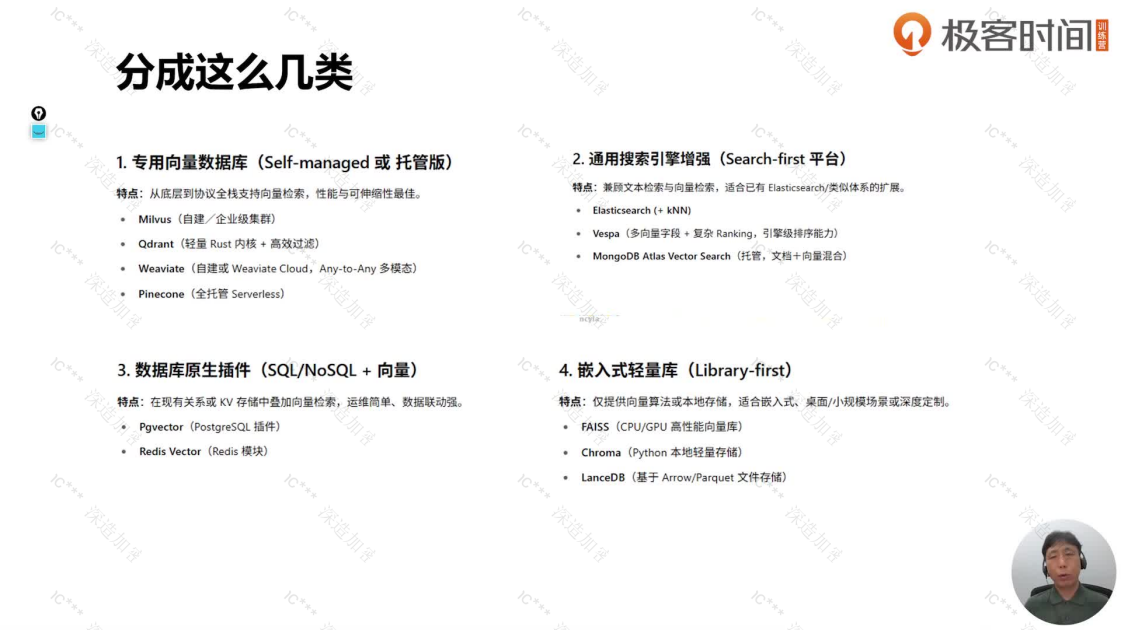 极客时间
训练营
分成这么几类
1. 专用向量数据库（Self-managed 或 托管版）
特点：从底层到协议全栈支持向量检索，性能与可伸缩性最佳。
• Milvus（自建／企业级集群）
• Qdrant（轻量 Rust 内核 + 高效过滤）
• Weaviate（自建或 Weaviate Cloud，Any-to-Any 多模态）
• Pinecone（全托管 Serverless）
2. 通用搜索引擎增强（Search-first 平台）
特点：兼顾文本检索与向量检索，适合已有 Elasticsearch/类似体系的扩展。
• Elasticsearch (+ kNN)
• Vespa（多向量字段 + 复杂 Ranking，引擎级排序能力）
• MongoDB Atlas Vector Search（托管，文档＋向量混合）
3. 数据库原生插件（SQL/NoSQL + 向量）
特点：在现有关系或 KV 存储中叠加向量检索，运维简单、数据联动强。
• Pgvector（PostgreSQL 插件）
• Redis Vector（Redis 模块）
4. 嵌入式轻量库（Library-first）
特点：仅提供向量算法或本地存储，适合嵌入式、桌面/小规模场景或深度定制。
• FAISS（CPU/GPU 高性能向量库）
• Chroma（Python 本地轻量存储）
• LanceDB（基于 Arrow/Parquet 文件存储）